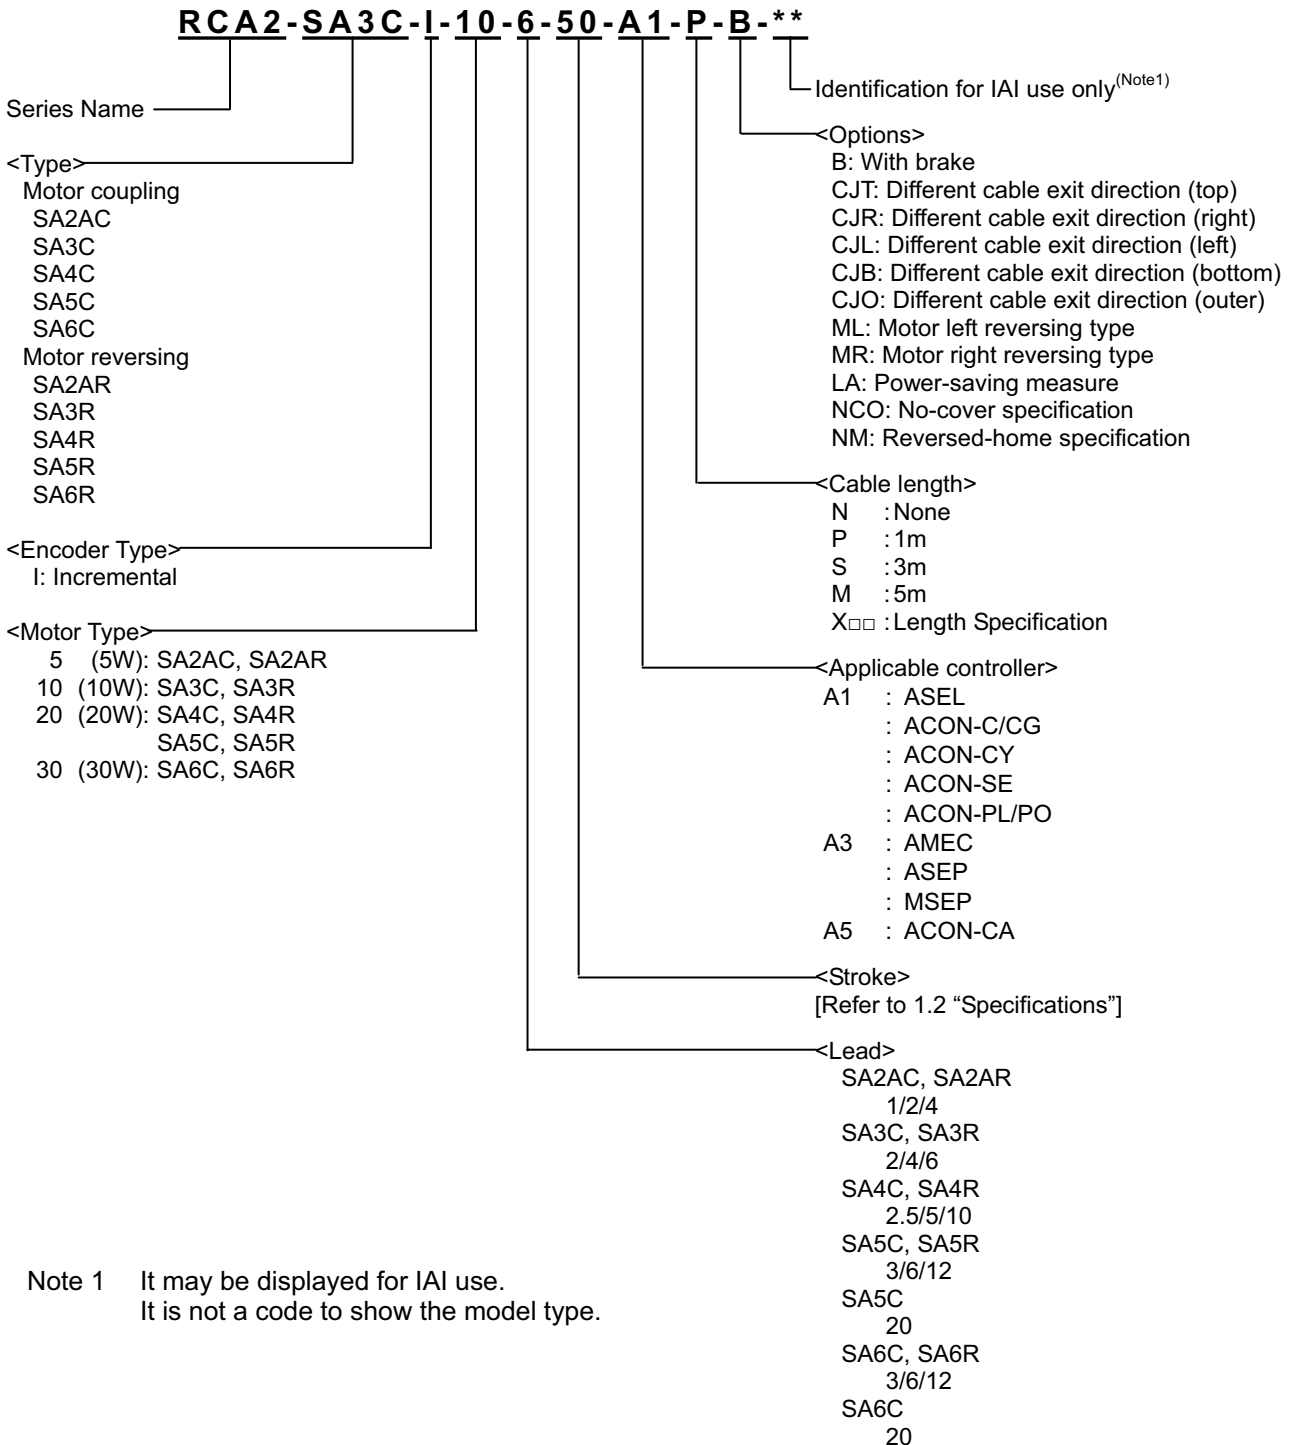 RCA2-SA3C-I-10-6-50-A1-P-B-**
Series Name
<Type>
Motor coupling
SA2AC
SA3C
SA4C
SA5C
SA6C
Motor reversing
SA2AR
SA3R
SA4R
SA5R
SA6R
<Encoder Type>
I: Incremental
<Motor Type>
5 (5W): SA2AC, SA2AR
10 (10W): SA3C, SA3R
20 (20W): SA4C, SA4R
SA5C, SA5R
30 (30W): SA6C, SA6R
Identification for IAI use only(Note1)
<Options>
B: With brake
CJT: Different cable exit direction (top)
CJR: Different cable exit direction (right)
CJL: Different cable exit direction (left)
CJB: Different cable exit direction (bottom)
CJO: Different cable exit direction (outer)
ML: Motor left reversing type
MR: Motor right reversing type
LA: Power-saving measure
NCO: No-cover specification
NM: Reversed-home specification
<Cable length>
N :None
P :1m
S :3m
M :5m
X□□ :Length Specification
<Applicable controller>
A1 : ASEL
: ACON-C/CG
: ACON-CY
: ACON-SE
: ACON-PL/PO
A3 : AMEC
: ASEP
: MSEP
A5 : ACON-CA
<Stroke>
[Refer to 1.2 “Specifications”]
<Lead>
SA2AC, SA2AR
1/2/4
SA3C, SA3R
2/4/6
SA4C, SA4R
2.5/5/10
SA5C, SA5R
3/6/12
SA5C
20
SA6C, SA6R
3/6/12
SA6C
20
Note 1 It may be displayed for IAI use.
It is not a code to show the model type.